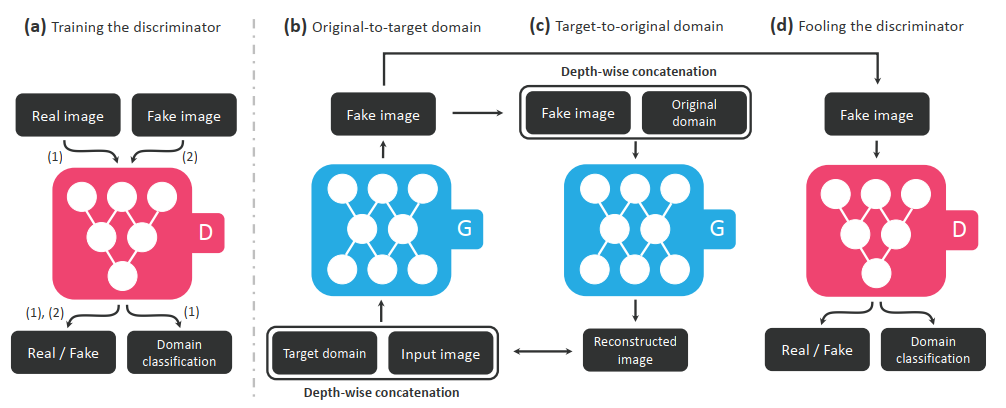 (a) Training the discriminator
Real image
Fake image
(1)
(2)
D
(1), (2)
(1)
Real / Fake
Domain
classification
(b) Original-to-target domain
Fake image
G
Target domain
Input image
Depth-wise concatenation
(c) Target-to-original domain
Depth-wise concatenation
Fake image
Original
domain
G
Reconstructed
image
(d) Fooling the discriminator
Fake image
D
Real / Fake
Domain
classification